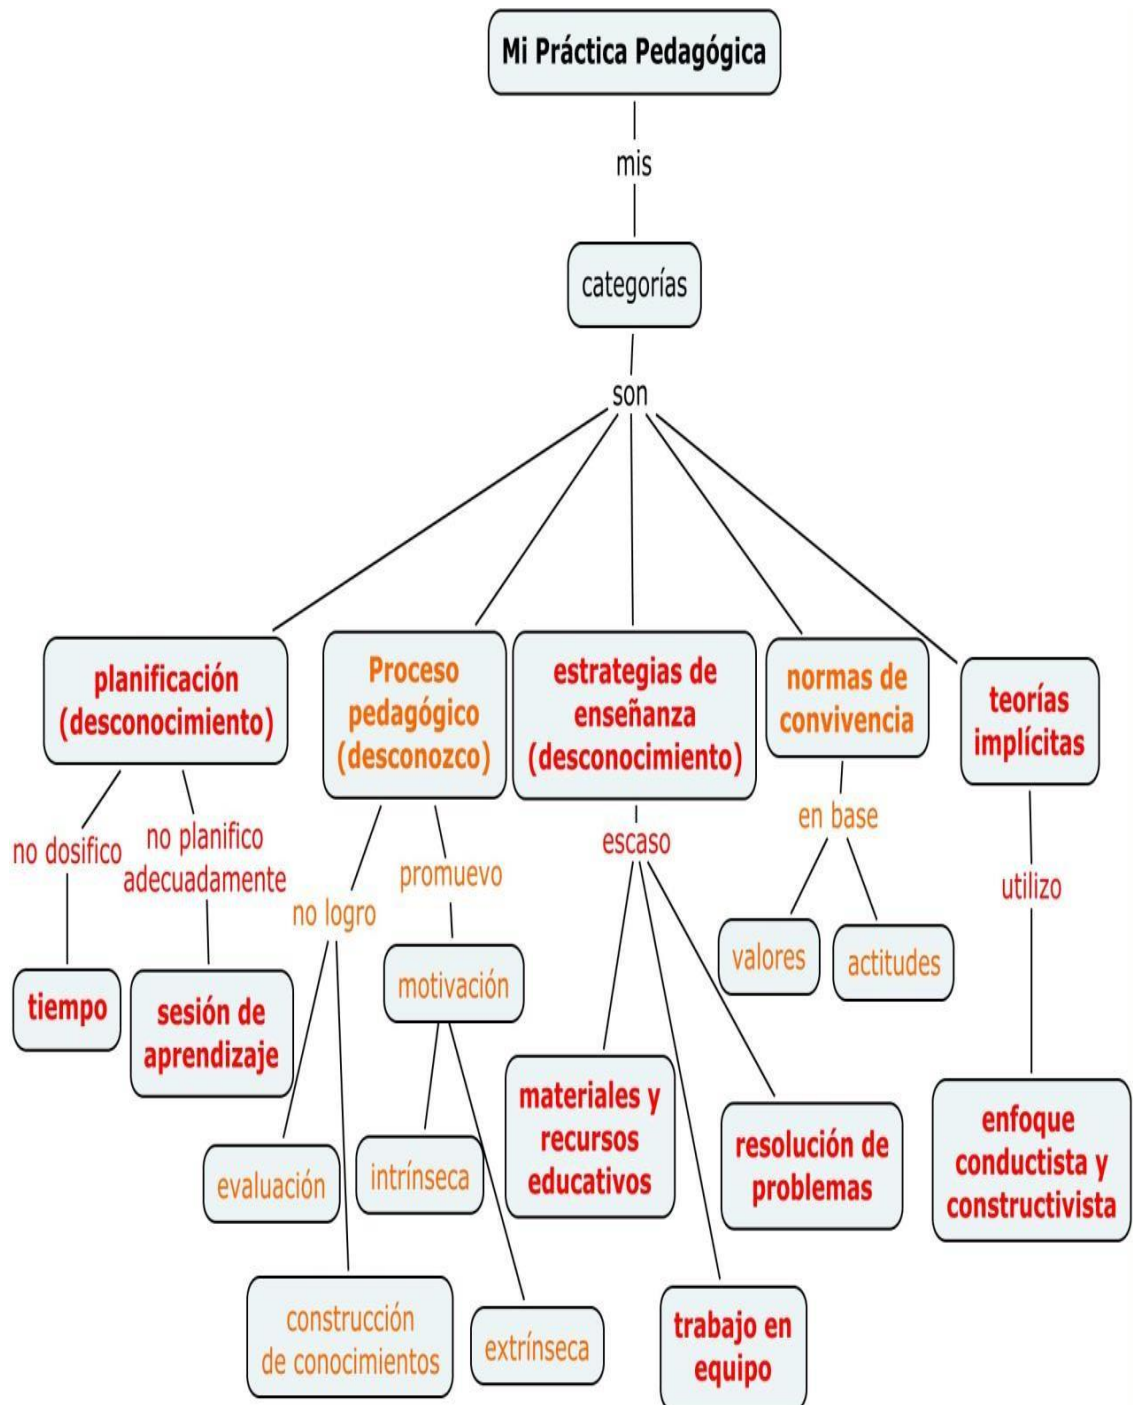 Mi Práctica Pedagógica
mis
categorías
son
planificación
(desconocimiento)
Proceso
pedagógico
(desconozco)
estrategias de
enseñanza
(desconocimiento)
normas de
convivencia
teorías
implícitas
no dosifico
no planifico
adecuadamente
no logro
promuevo
escaso
en base
utilizo
tiempo
sesión de
aprendizaje
motivación
valores
actitudes
evaluación
intrínseca
materiales y
recursos
educativos
resolución de
problemas
enfoque
conductista y
constructivista
construcción
de conocimientos
extrínseca
trabajo en
equipo